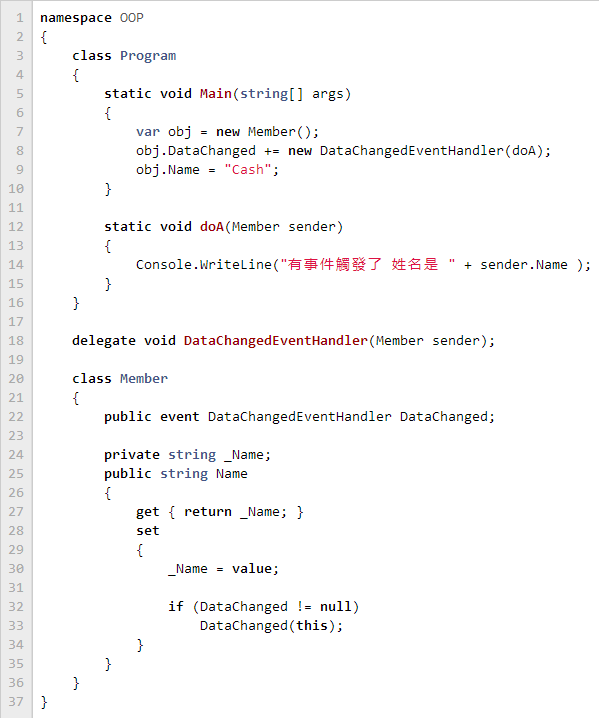 1 namespace OOP
2 {
3     class Program
4     {
5         static void Main(string[] args)
6         {
7             var obj = new Member();
8             obj.DataChanged += new DataChangedEventHandler(doA);
9             obj.Name = "Cash";
10         }
11
12         static void doA(Member sender)
13         {
14             Console.WriteLine("有事件觸發了 姓名是 " + sender.Name );
15         }
16     }
17
18     delegate void DataChangedEventHandler(Member sender);
19
20     class Member
21     {
22         public event DataChangedEventHandler DataChanged;
23
24         private string _Name;
25         public string Name
26         {
27             get { return _Name; }
28             set
29             {
30                 _Name = value;
31
32                 if (DataChanged != null)
33                     DataChanged(this);
34             }
35         }
36     }
37 }